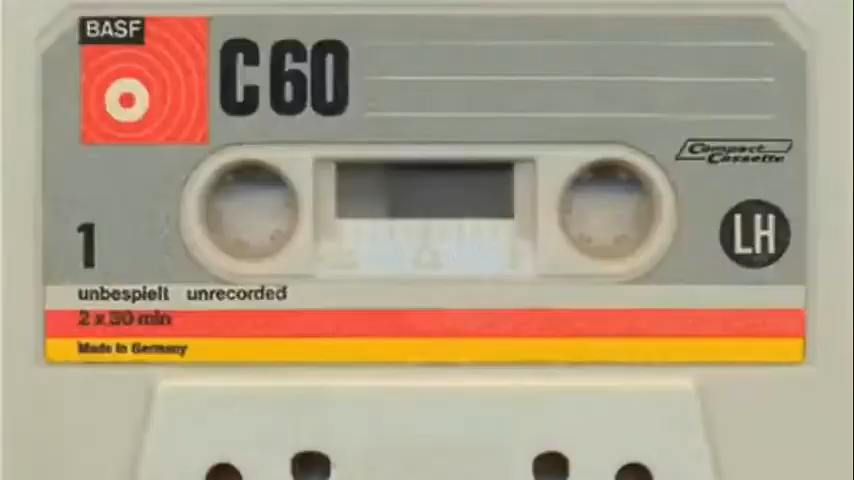 BASF
C 60
Compact
Cassette
1
LH
unbespielt unrecorded
2 x 30 min
Made in Germany